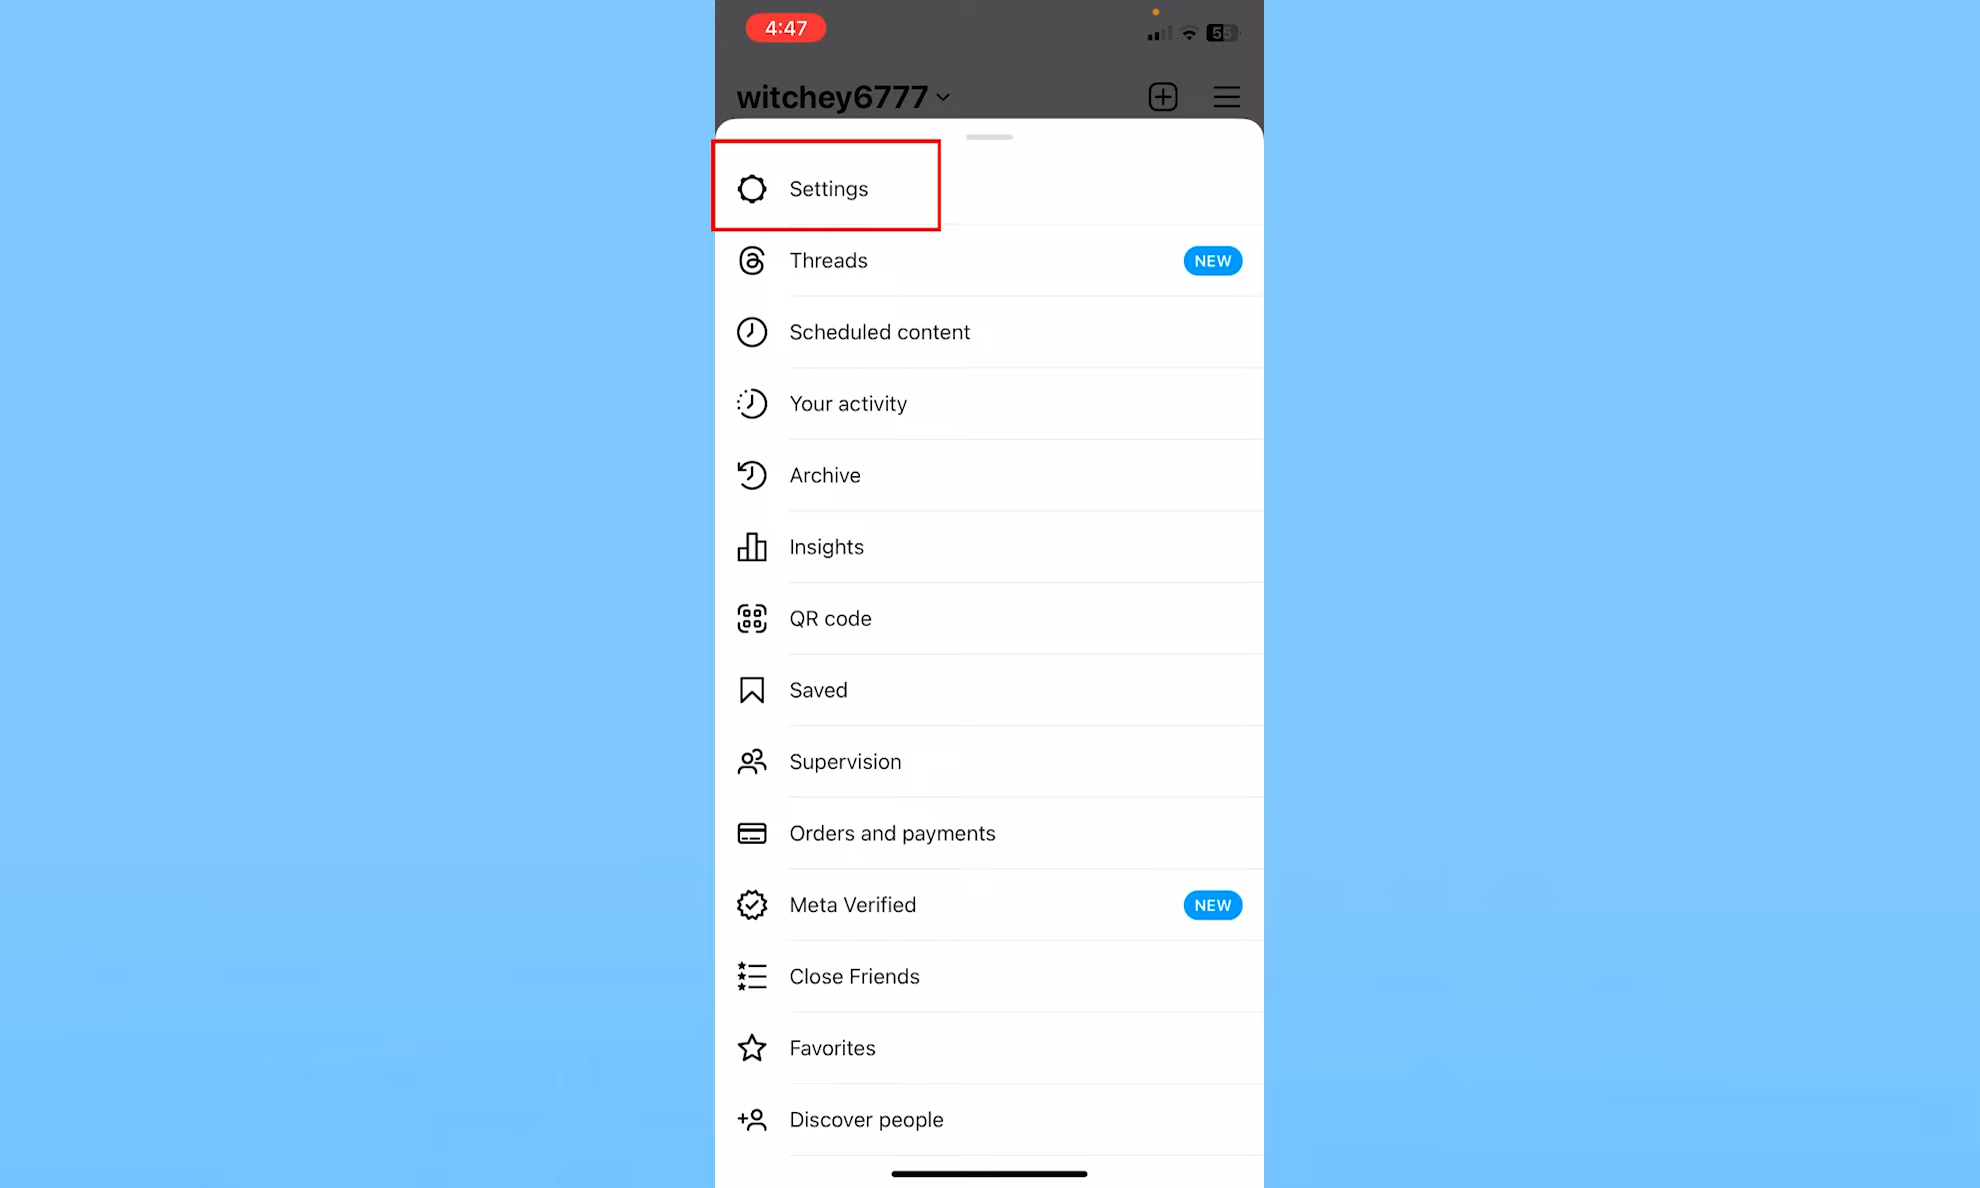 4:47
55
witchey6777
Settings
Threads NEW
Scheduled content
Your activity
Archive
Insights
QR code
Saved
Supervision
Orders and payments
Meta Verified NEW
Close Friends
Favorites
Discover people